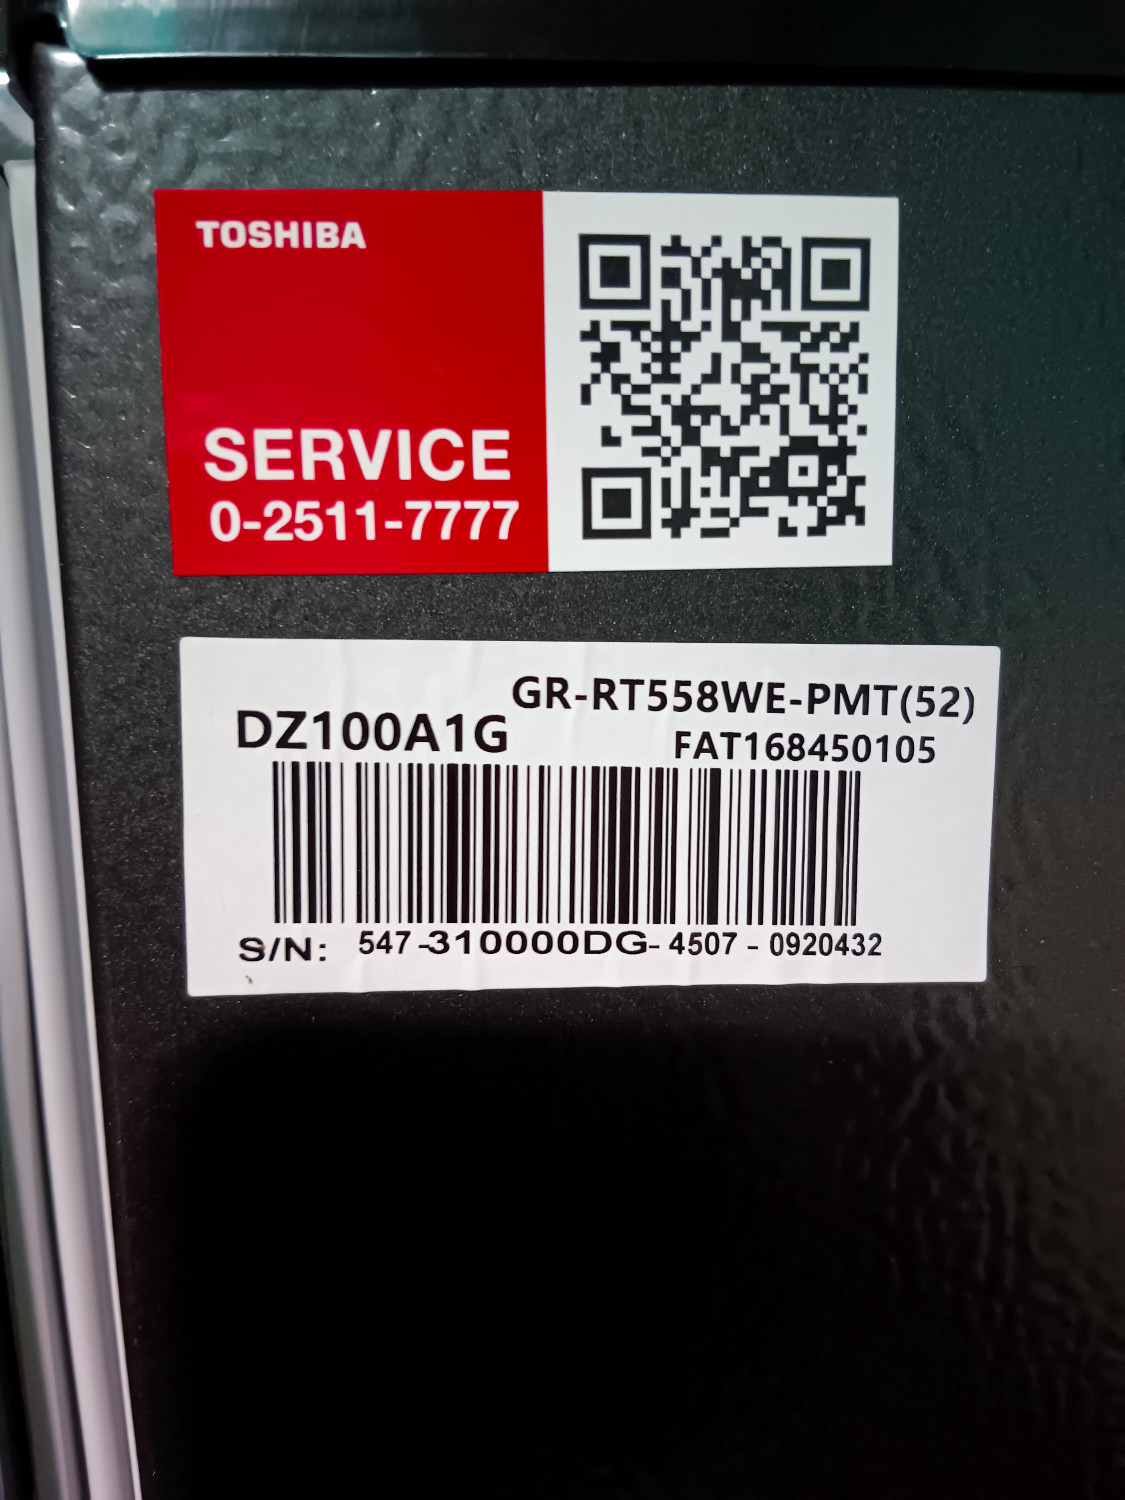 TOSHIBA
SERVICE
0-2511-7777
GR-RT558WE-PMT(52)
DZ100A1G
FAT168450105
S/N: 547-310000DG-4507-0920432